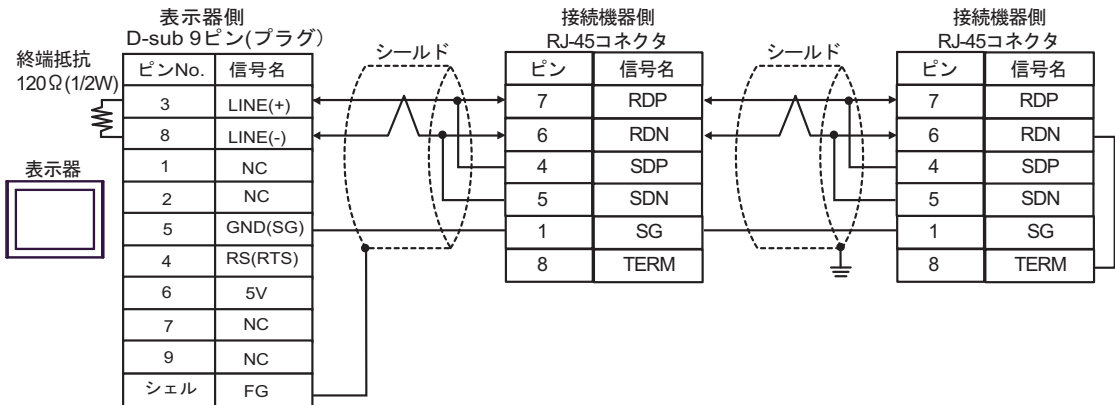 表示器側
D-sub 9ピン(プラグ)
終端抵抗
120Ω(1/2W)
表示器
ピンNo. 信号名
3 LINE(+)
8 LINE(-)
1 NC
2 NC
5 GND(SG)
4 RS(RTS)
6 5V
7 NC
9 NC
シェル FG
シールド
接続機器側
RJ-45コネクタ
ピン 信号名
7 RDP
6 RDN
4 SDP
5 SDN
1 SG
8 TERM
シールド
接続機器側
RJ-45コネクタ
ピン 信号名
7 RDP
6 RDN
4 SDP
5 SDN
1 SG
8 TERM